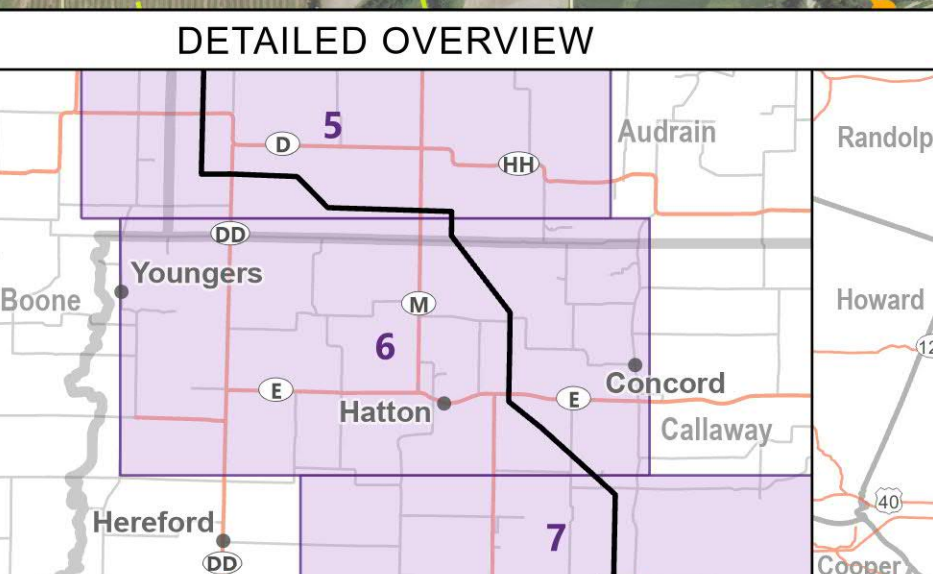 DETAILED OVERVIEW
5
Audrain
D
HH
DD
Youngers
Boone
M
6
E
Concord
Hatton
E
Callaway
Hereford
7
DD
Randolp
Howard
12
40
Cooper